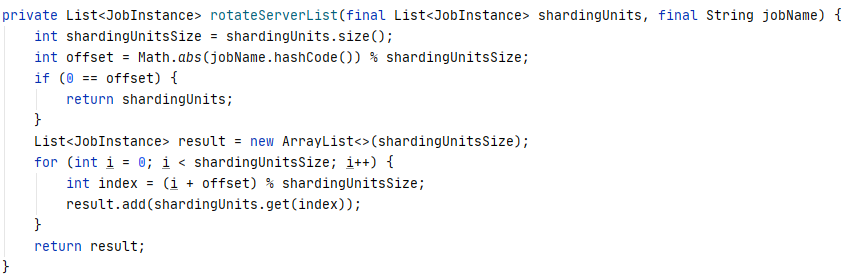 private List<JobInstance> rotateServerList(final List<JobInstance> shardingUnits, final String jobName) {
    int shardingUnitsSize = shardingUnits.size();
    int offset = Math.abs(jobName.hashCode()) % shardingUnitsSize;
    if (0 == offset) {
        return shardingUnits;
    }
    List<JobInstance> result = new ArrayList<>(shardingUnitsSize);
    for (int i = 0; i < shardingUnitsSize; i++) {
        int index = (i + offset) % shardingUnitsSize;
        result.add(shardingUnits.get(index));
    }
    return result;
}